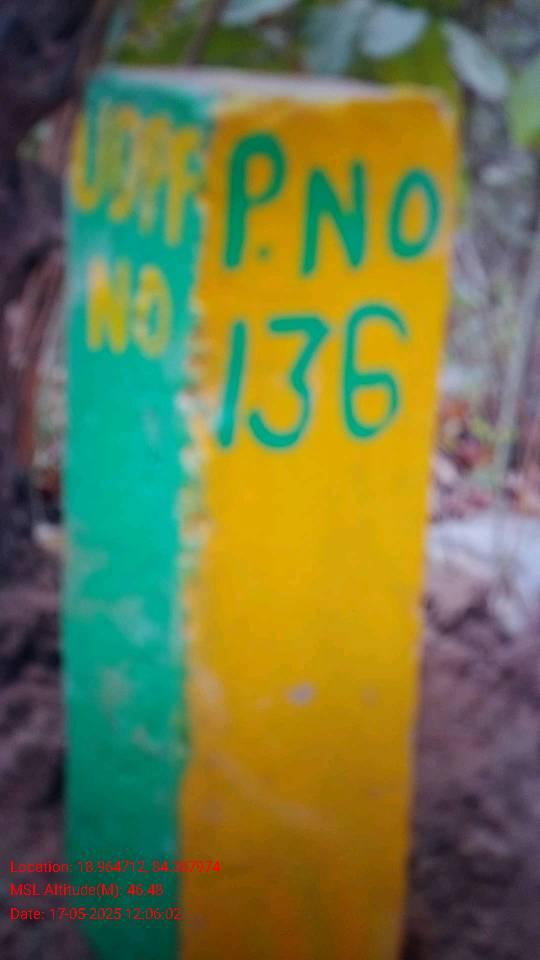 UDPF
NO
P.NO
136
Location: 18.964712, 84.367974
MSL Altitude(M): 46.48
Date: 17-05-2025 12:06:02